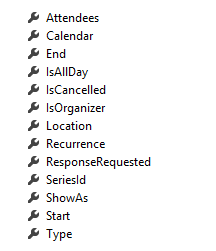 Attendees
Calendar
End
IsAllDay
IsCancelled
IsOrganizer
Location
Recurrence
ResponseRequested
SeriesId
ShowAs
Start
Type